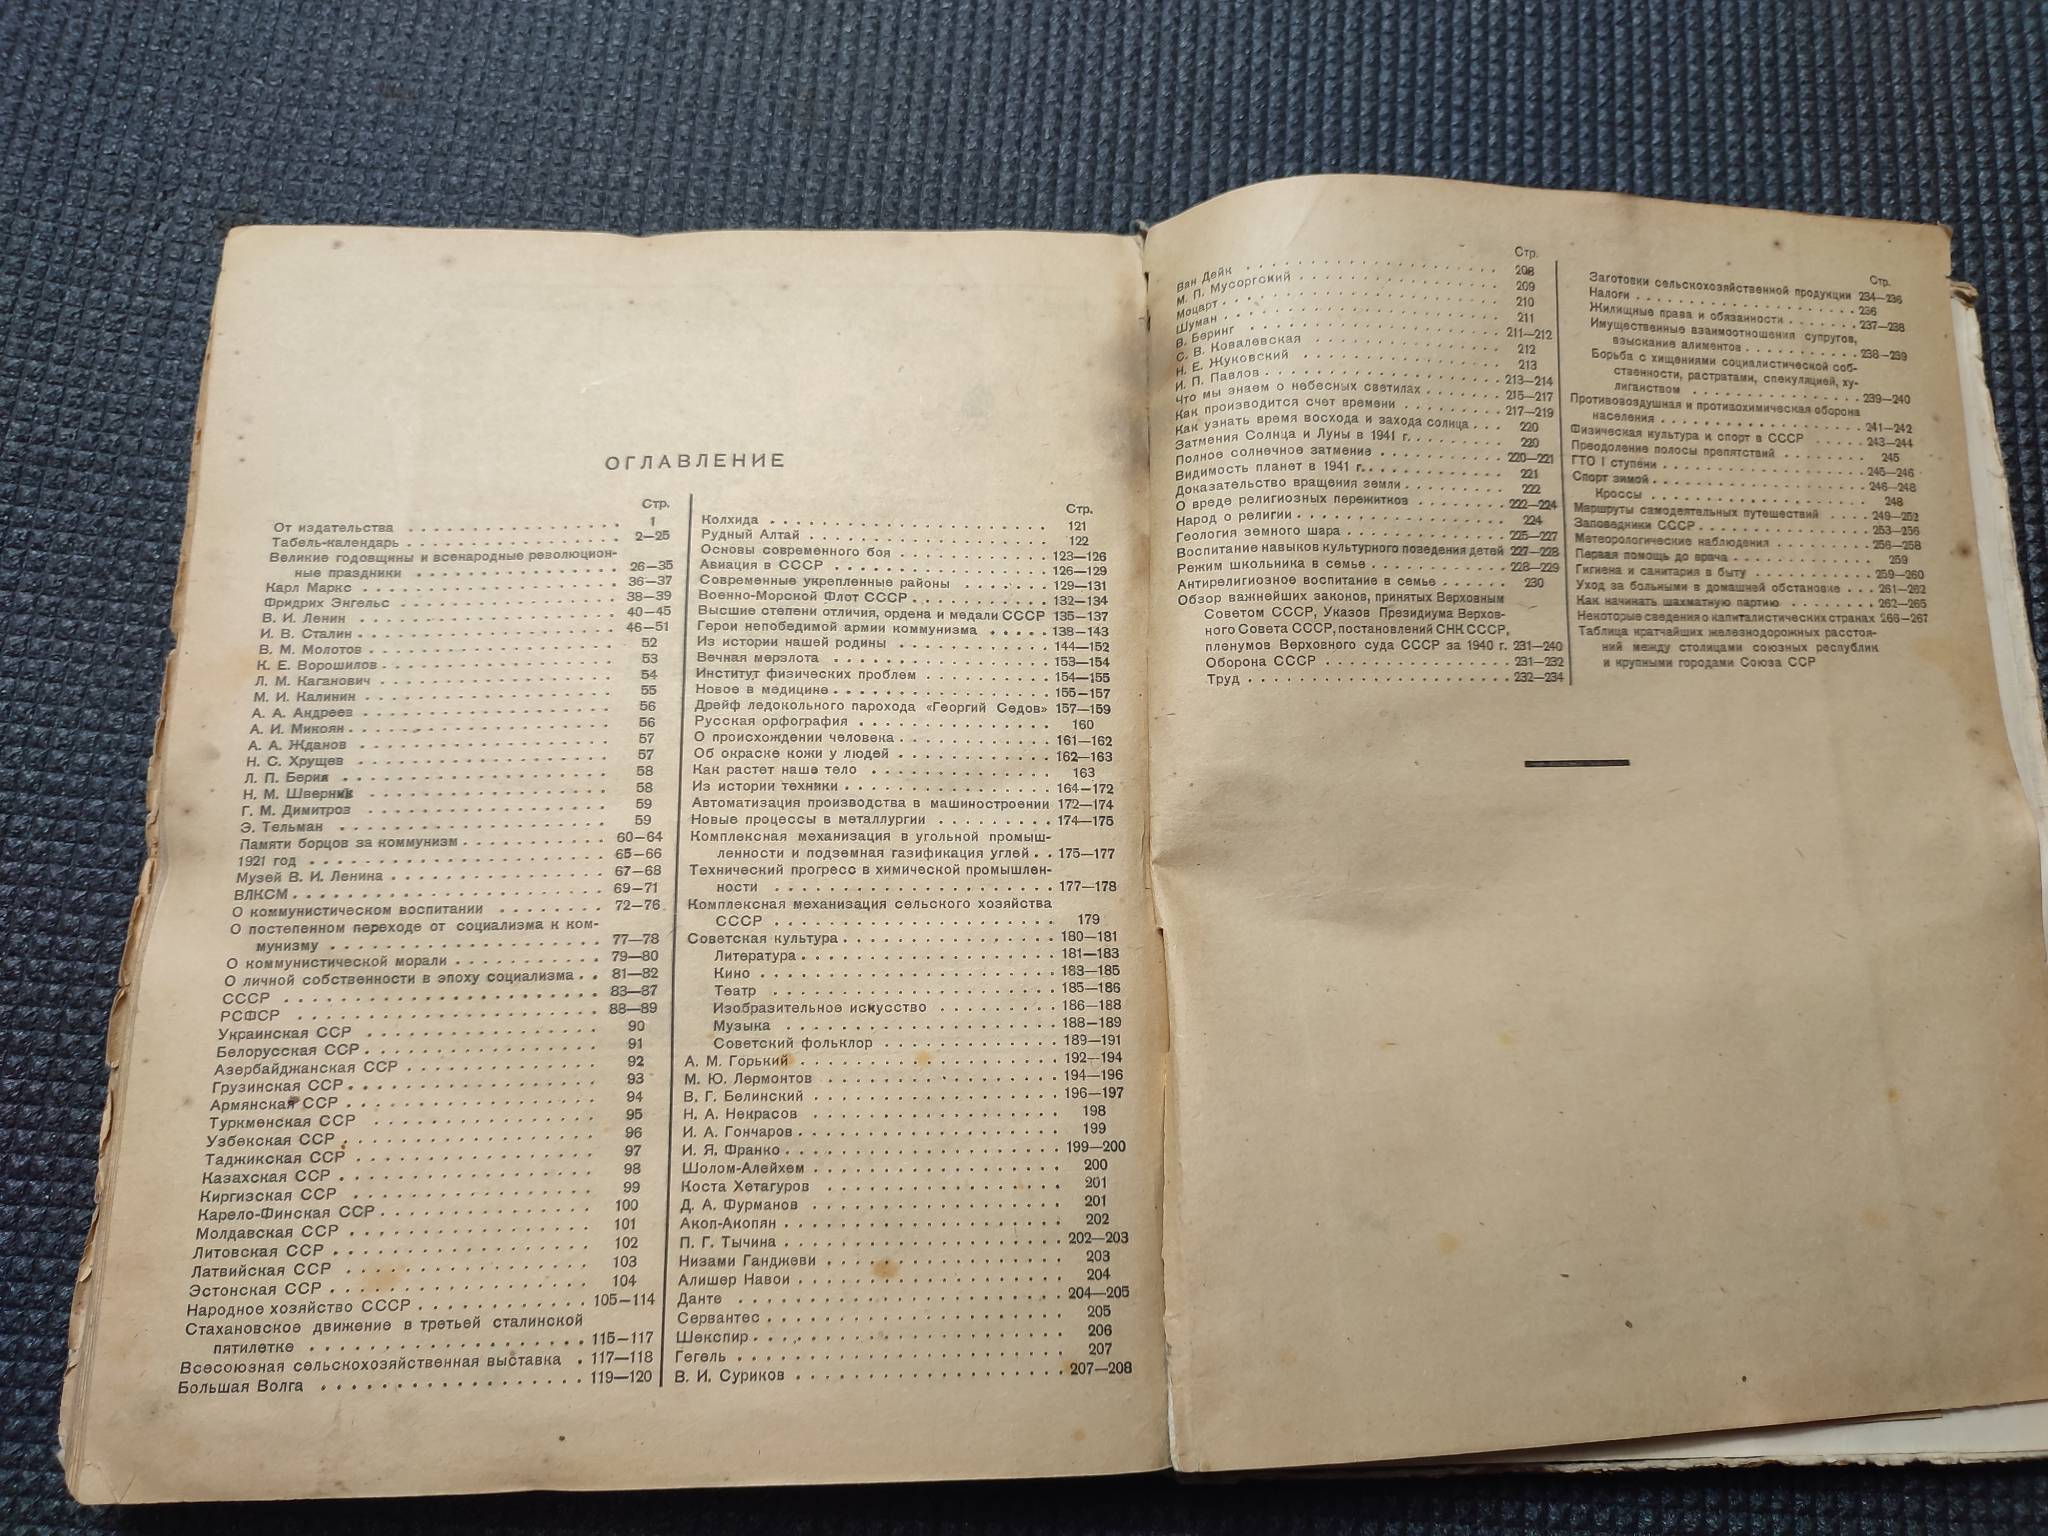 ОГЛАВЛЕНИЕ
Стр.
От издательства . . . 1
Табель-календарь . . . 2—25
Великие годовщины и всенародные революцион-
ные праздники . . . 26—35
Карл Маркс . . . 36—37
Фридрих Энгельс . . . 38—39
В. И. Ленин . . . 40—45
И. В. Сталин . . . 46—51
В. М. Молотов . . . 52
К. Е. Ворошилов . . . 53
Л. М. Каганович . . . 54
М. И. Калинин . . . 55
А. А. Андреев . . . 56
А. И. Микоян . . . 56
А. А. Жданов . . . 57
Н. С. Хрущев . . . 57
Л. П. Берия . . . 58
Н. М. Шверник . . . 58
Г. М. Димитров . . . 59
Э. Тельман . . . 59
Памяти борцов за коммунизм . . . 60—64
1921 год . . . 65—66
Музей В. И. Ленина . . . 67—68
ВЛКСМ . . . 69—71
О коммунистическом воспитании . . . 72—76
О постепенном переходе от социализма к ком-
мунизму . . . 77—78
О коммунистической морали . . . 79—80
О личной собственности в эпоху социализма . . 81—82
СССР . . . 83—87
РСФСР . . . 88—89
Украинская ССР . . . 90
Белорусская ССР . . . 91
Азербайджанская ССР . . . 92
Грузинская ССР . . . 93
Армянская ССР . . . 94
Туркменская ССР . . . 95
Узбекская ССР . . . 96
Таджикская ССР . . . 97
Казахская ССР . . . 98
Киргизская ССР . . . 99
Карело-Финская ССР . . . 100
Молдавская ССР . . . 101
Литовская ССР . . . 102
Латвийская ССР . . . 103
Эстонская ССР . . . 104
Народное хозяйство СССР . . . 105—114
Стахановское движение в третьей сталинской
пятилетке . . . 115—117
Всесоюзная сельскохозяйственная выставка . 117—118
Большая Волга . . . 119—120
Стр.
Колхида . . . 121
Рудный Алтай . . . 122
Основы современного боя . . . 123—126
Авиация в СССР . . . 126—129
Современные укрепленные районы . . . 129—131
Военно-Морской Флот СССР . . . 132—134
Высшие степени отличия, ордена и медали СССР 135—137
Герои непобедимой армии коммунизма . . . 138—143
Из истории нашей родины . . . 144—152
Вечная мерзлота . . . 153—154
Институт физических проблем . . . 154—155
Новое в медицине . . . 155—157
Дрейф ледокольного парохода «Георгий Седов» 157—159
Русская орфография . . . 160
О происхождении человека . . . 161—162
Об окраске кожи у людей . . . 162—163
Как растет наше тело . . . 163
Из истории техники . . . 164—172
Автоматизация производства в машиностроении 172—174
Новые процессы в металлургии . . . 174—175
Комплексная механизация в угольной промыш-
ленности и подземная газификация углей . . 175—177
Технический прогресс в химической промышлен-
ности . . . 177—178
Комплексная механизация сельского хозяйства
СССР . . . 179
Советская культура . . . 180—181
Литература . . . 181—183
Кино . . . 183—185
Театр . . . 185—186
Изобразительное искусство . . . 186—188
Музыка . . . 188—189
Советский фольклор . . . 189—191
А. М. Горький . . . 192—194
М. Ю. Лермонтов . . . 194—196
В. Г. Белинский . . . 196—197
Н. А. Некрасов . . . 198
И. А. Гончаров . . . 199
И. Я. Франко . . . 199—200
Шолом-Алейхем . . . 200
Коста Хетагуров . . . 201
Д. А. Фурманов . . . 201
Акоп-Акопян . . . 202
П. Г. Тычина . . . 202—203
Низами Ганджеви . . . 203
Алишер Навои . . . 204
Данте . . . 204—205
Сервантес . . . 205
Шекспир . . . 206
Гегель . . . 207
В. И. Суриков . . . 207—208
Стр.
Ван Дейк . . . 208
М. П. Мусоргский . . . 209
Моцарт . . . 210
Шуман . . . 211
В. Беринг . . . 211—212
С. В. Ковалевская . . . 212
Н. Е. Жуковский . . . 213
И. П. Павлов . . . 213—214
Что мы знаем о небесных светилах . . . 215—217
Как производится счет времени . . . 217—219
Как узнать время восхода и захода солнца . . . 220
Затмения Солнца и Луны в 1941 г. . . . 220
Полное солнечное затмение . . . 220—221
Видимость планет в 1941 г. . . . 221
Доказательство вращения земли . . . 222
О вреде религиозных пережитков . . . 222—224
Народ о религии . . . 224
Геология земного шара . . . 225—227
Воспитание навыков культурного поведения детей 227—228
Режим школьника в семье . . . 228—229
Антирелигиозное воспитание в семье . . . 230
Обзор важнейших законов, принятых Верховным
Советом СССР, Указов Президиума Верхов-
ного Совета СССР, постановлений СНК СССР,
пленумов Верховного суда СССР за 1940 г. 231—240
Оборона СССР . . . 231—232
Труд . . . 232—234
Стр.
Заготовки сельскохозяйственной продукции 234—236
Налоги . . . 236
Жилищные права и обязанности . . . 237—238
Имущественные взаимоотношения супругов,
взыскание алиментов . . . 238—239
Борьба с хищениями социалистической соб-
ственности, растратами, спекуляцией, ху-
лиганством . . . 239—240
Противовоздушная и противохимическая оборона
населения . . . 241—242
Физическая культура и спорт в СССР . . . 243—244
Преодоление полосы препятствий . . . 245
ГТО I ступени . . . 245—246
Спорт зимой . . . 246—248
Кроссы . . . 248
Маршруты самодеятельных путешествий . . . 249—252
Заповедники СССР . . . 253—256
Метеорологические наблюдения . . . 256—258
Первая помощь до врача . . . 259
Гигиена и санитария в быту . . . 259—260
Уход за больными в домашней обстановке . . . 261—262
Как начинать шахматную партию . . . 262—265
Некоторые сведения о капиталистических странах 266—267
Таблица кратчайших железнодорожных расстоя-
ний между столицами союзных республик
и крупными городами Союза ССР